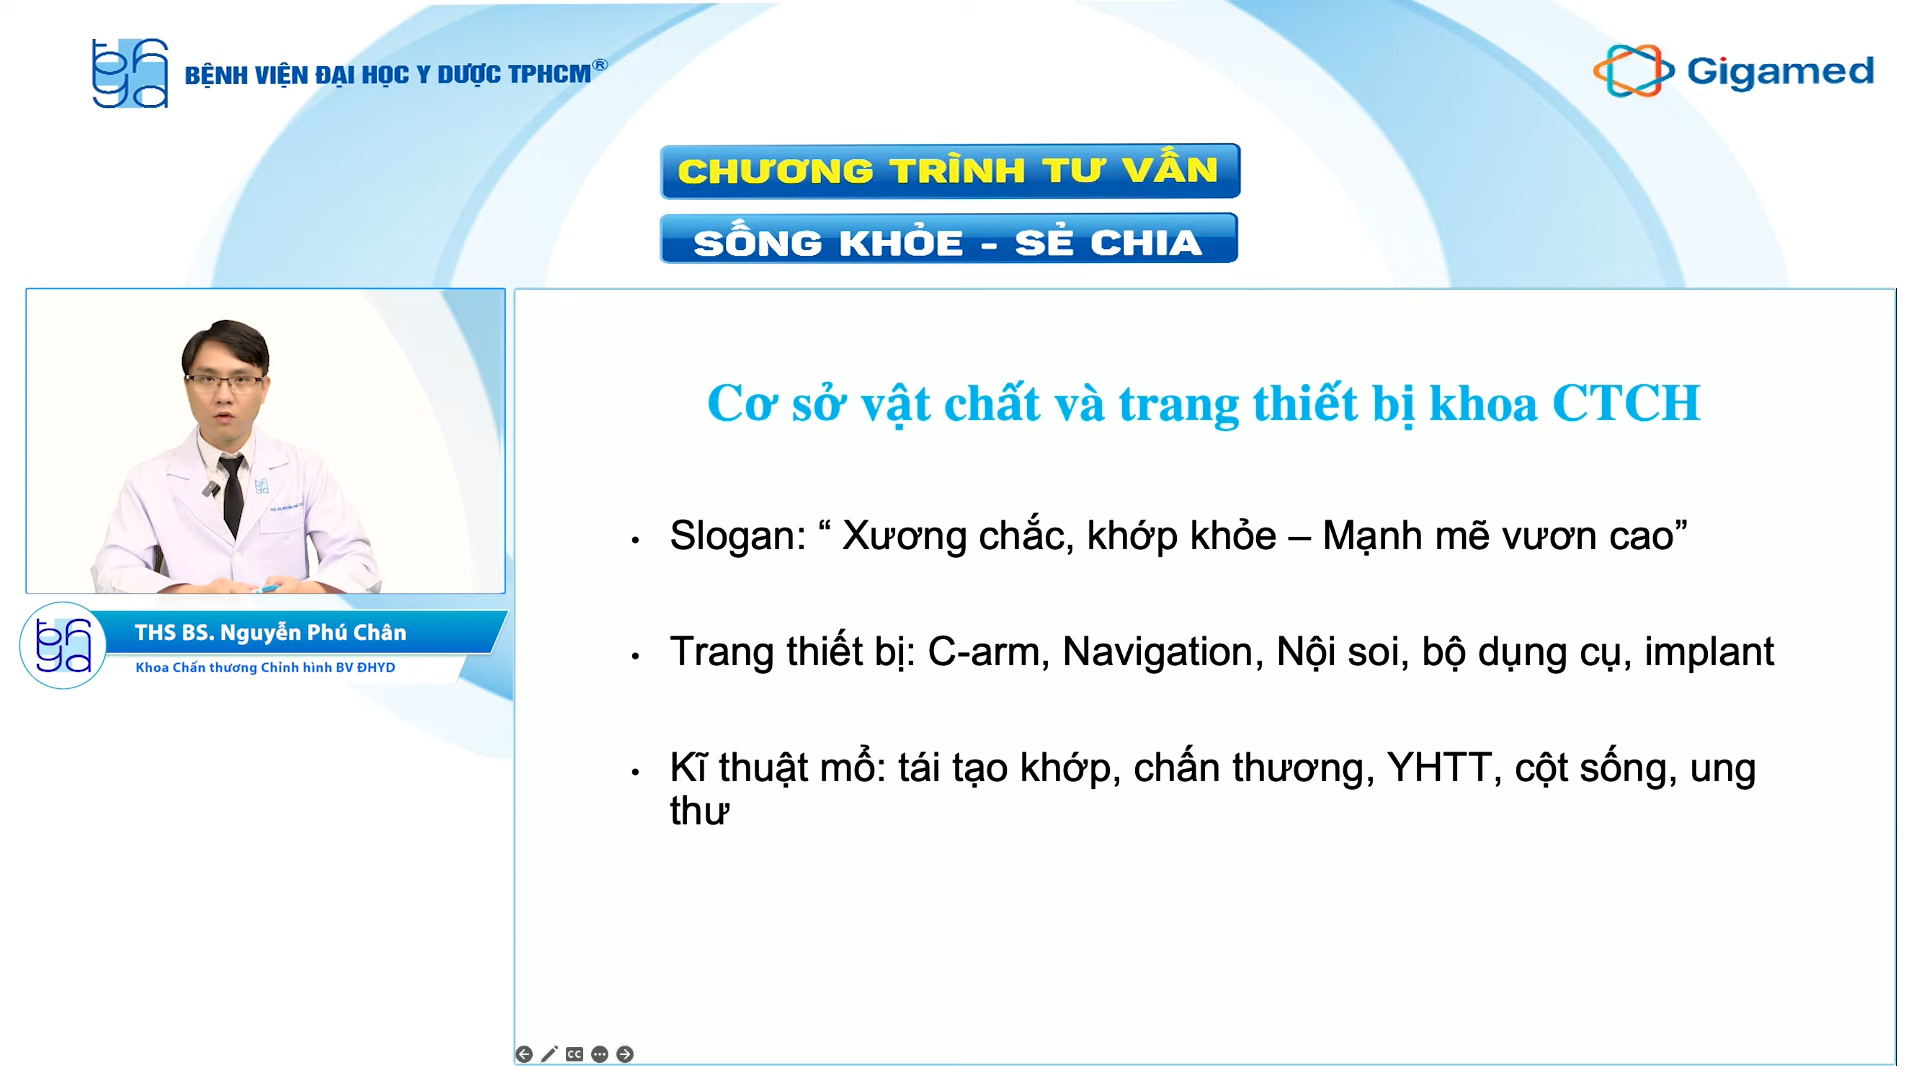 BỆNH VIỆN ĐẠI HỌC Y DƯỢC TPHCM®
Gigamed
CHƯƠNG TRÌNH TƯ VẤN
SỐNG KHỎE - SẺ CHIA
THS BS. Nguyễn Phú Chân
Khoa Chấn thương Chỉnh hình BV ĐHYD
Cơ sở vật chất và trang thiết bị khoa CTCH
• Slogan: “ Xương chắc, khớp khỏe – Mạnh mẽ vươn cao”
• Trang thiết bị: C-arm, Navigation, Nội soi, bộ dụng cụ, implant
• Kĩ thuật mổ: tái tạo khớp, chấn thương, YHTT, cột sống, ung
thư